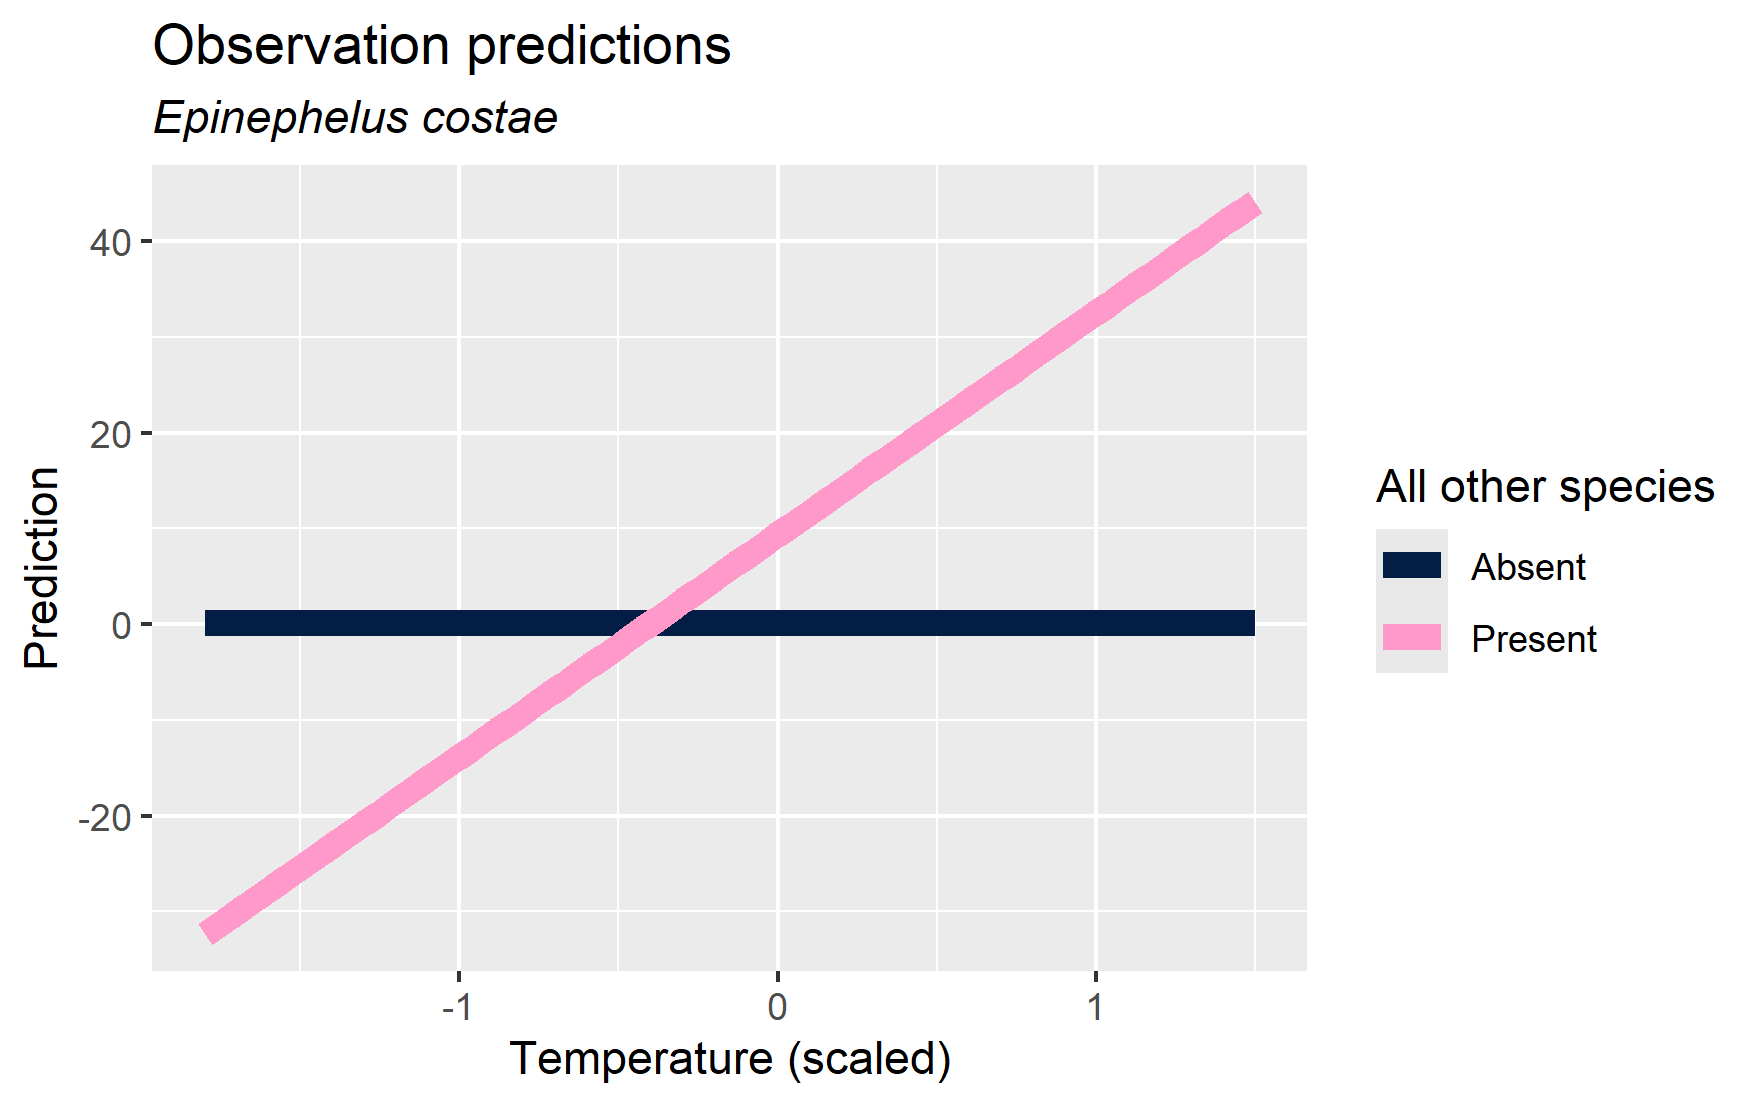 Observation predictions
Epinephelus costae
Prediction
40
20
0
-20
-1
0
1
Temperature (scaled)
All other species
Absent
Present